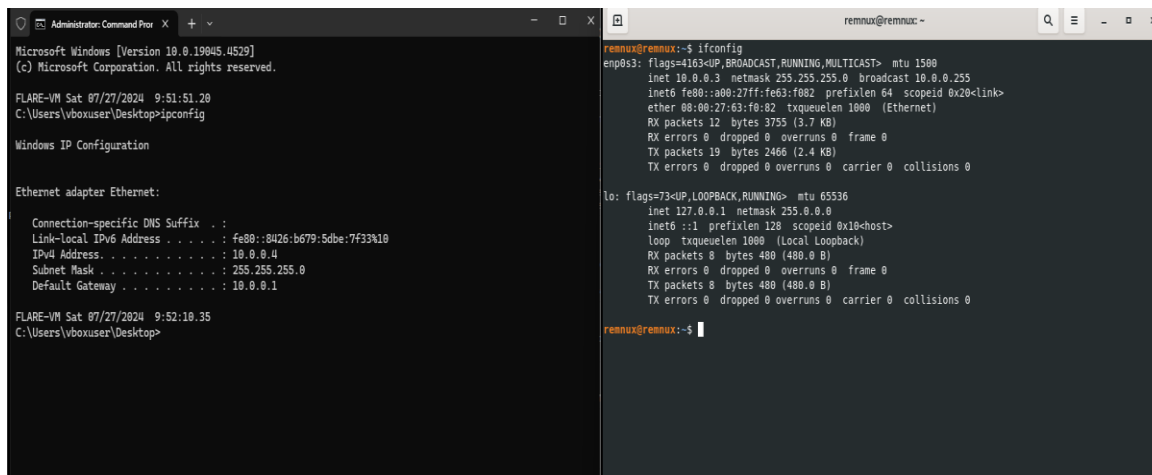 Administrator: Command Pror
Microsoft Windows [Version 10.0.19045.4529]
(c) Microsoft Corporation. All rights reserved.
FLARE-VM Sat 07/27/2024  9:51:51.20
C:\Users\vboxuser\Desktop>ipconfig
Windows IP Configuration
Ethernet adapter Ethernet:
Connection-specific DNS Suffix  . :
Link-local IPv6 Address . . . . . : fe80::8426:b679:5dbe:7f33%10
IPv4 Address. . . . . . . . . . . : 10.0.0.4
Subnet Mask . . . . . . . . . . . : 255.255.255.0
Default Gateway . . . . . . . . . : 10.0.0.1
FLARE-VM Sat 07/27/2024  9:52:10.35
C:\Users\vboxuser\Desktop>
remnux@remnux: ~
remnux@remnux:~$ ifconfig
enp0s3: flags=4163<UP,BROADCAST,RUNNING,MULTICAST>  mtu 1500
inet 10.0.0.3  netmask 255.255.255.0  broadcast 10.0.0.255
inet6 fe80::a00:27ff:fe63:f082  prefixlen 64  scopeid 0x20<link>
ether 08:00:27:63:f0:82  txqueuelen 1000  (Ethernet)
RX packets 12  bytes 3755 (3.7 KB)
RX errors 0  dropped 0  overruns 0  frame 0
TX packets 19  bytes 2466 (2.4 KB)
TX errors 0  dropped 0 overruns 0  carrier 0  collisions 0
lo: flags=73<UP,LOOPBACK,RUNNING>  mtu 65536
inet 127.0.0.1  netmask 255.0.0.0
inet6 ::1  prefixlen 128  scopeid 0x10<host>
loop  txqueuelen 1000  (Local Loopback)
RX packets 8  bytes 480 (480.0 B)
RX errors 0  dropped 0  overruns 0  frame 0
TX packets 8  bytes 480 (480.0 B)
TX errors 0  dropped 0 overruns 0  carrier 0  collisions 0
remnux@remnux:~$